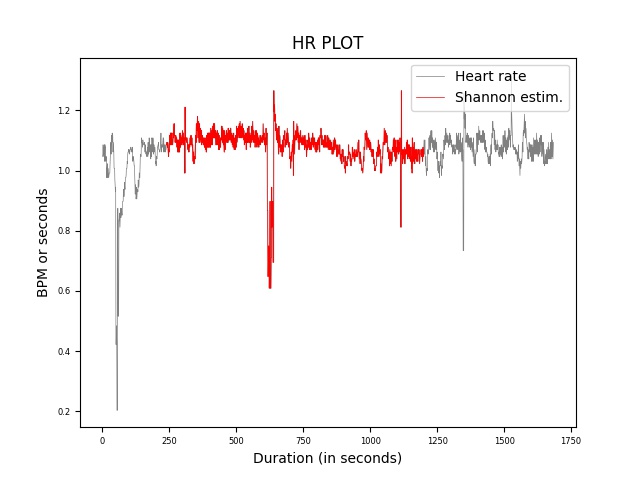 HR PLOT
Heart rate
Shannon estim.
BPM or seconds
1.2
1.0
0.8
0.6
0.4
0.2
0 250 500 750 1000 1250 1500 1750
Duration (in seconds)